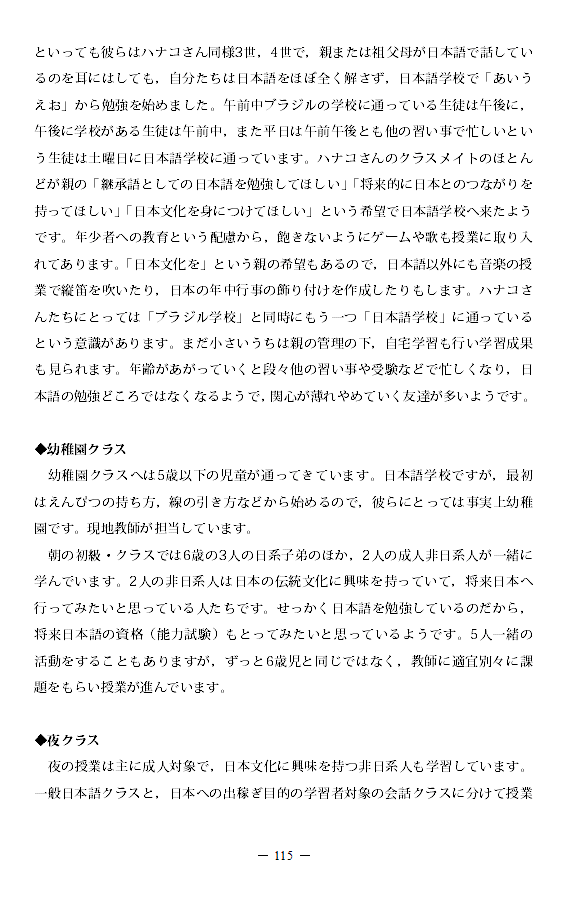 といっても彼らはハナコさん同様3世，4世で，親または祖父母が日本語で話してい
るのを耳にはしても，自分たちは日本語をほぼ全く解さず，日本語学校で「あいう
えお」から勉強を始めました。午前中ブラジルの学校に通っている生徒は午後に，
午後に学校がある生徒は午前中，また平日は午前午後とも他の習い事で忙しいとい
う生徒は土曜日に日本語学校に通っています。ハナコさんのクラスメイトのほとん
どが親の「継承語としての日本語を勉強してほしい」「将来的に日本とのつながりを
持ってほしい」「日本文化を身につけてほしい」という希望で日本語学校へ来たよう
です。年少者への教育という配慮から，飽きないようにゲームや歌も授業に取り入
れてあります。「日本文化を」という親の希望もあるので，日本語以外にも音楽の授
業で縦笛を吹いたり，日本の年中行事の飾り付けを作成したりもします。ハナコさ
んたちにとっては「ブラジル学校」と同時にもう一つ「日本語学校」に通っている
という意識があります。まだ小さいうちは親の管理の下，自宅学習も行い学習成果
も見られます。年齢があがっていくと段々他の習い事や受験などで忙しくなり，日
本語の勉強どころではなくなるようで，関心が薄れやめていく友達が多いようです。
◆幼稚園クラス
幼稚園クラスへは5歳以下の児童が通ってきています。日本語学校ですが，最初
はえんぴつの持ち方，線の引き方などから始めるので，彼らにとっては事実上幼稚
園です。現地教師が担当しています。
朝の初級・クラスでは6歳の3人の日系子弟のほか，2人の成人非日系人が一緒に
学んでいます。2人の非日系人は日本の伝統文化に興味を持っていて，将来日本へ
行ってみたいと思っている人たちです。せっかく日本語を勉強しているのだから，
将来日本語の資格（能力試験）もとってみたいと思っているようです。5人一緒の
活動をすることもありますが，ずっと6歳児と同じではなく，教師に適宜別々に課
題をもらい授業が進んでいます。
◆夜クラス
夜の授業は主に成人対象で，日本文化に興味を持つ非日系人も学習しています。
一般日本語クラスと，日本への出稼ぎ目的の学習者対象の会話クラスに分けて授業
― 115 ―